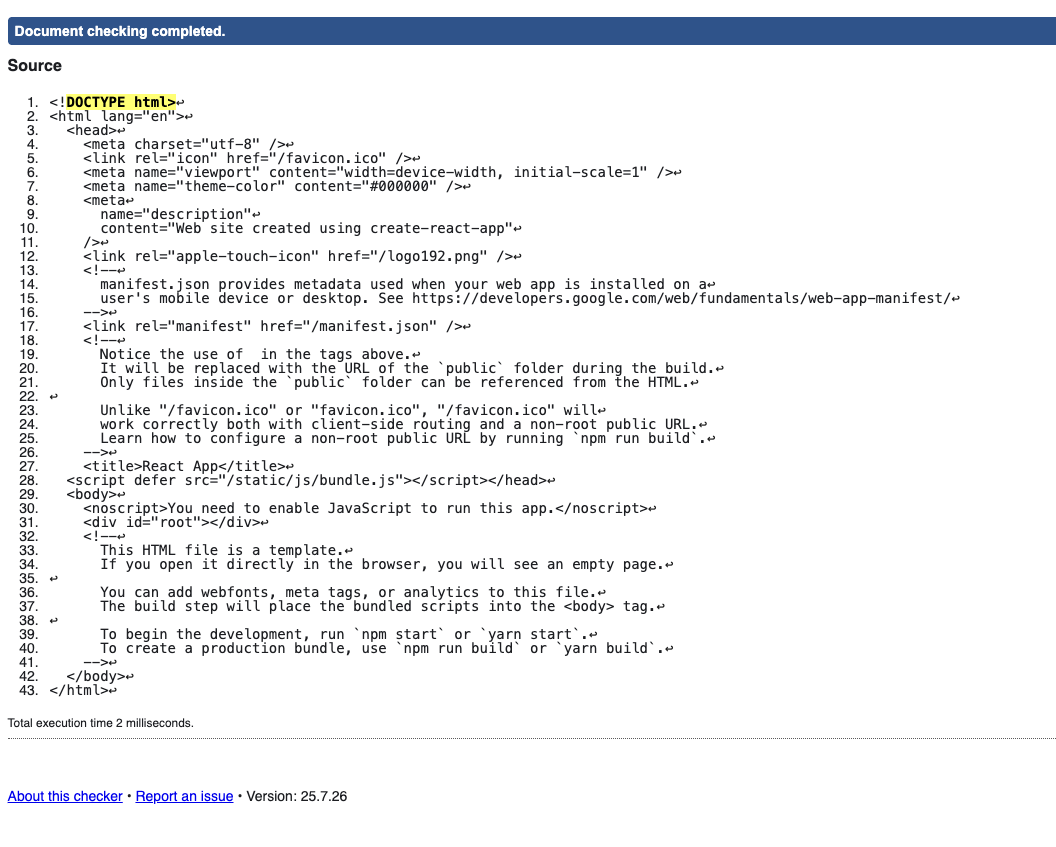 Document checking completed.
Source
1. <!DOCTYPE html>↩
2. <html lang="en">↩
3.   <head>↩
4.     <meta charset="utf-8" />↩
5.     <link rel="icon" href="/favicon.ico" />↩
6.     <meta name="viewport" content="width=device-width, initial-scale=1" />↩
7.     <meta name="theme-color" content="#000000" />↩
8.     <meta↩
9.       name="description"↩
10.       content="Web site created using create-react-app"↩
11.     />↩
12.     <link rel="apple-touch-icon" href="/logo192.png" />↩
13.     <!--↩
14.       manifest.json provides metadata used when your web app is installed on a↩
15.       user's mobile device or desktop. See https://developers.google.com/web/fundamentals/web-app-manifest/↩
16.     -->↩
17.     <link rel="manifest" href="/manifest.json" />↩
18.     <!--↩
19.       Notice the use of  in the tags above.↩
20.       It will be replaced with the URL of the `public` folder during the build.↩
21.       Only files inside the `public` folder can be referenced from the HTML.↩
22. ↩
23.       Unlike "/favicon.ico" or "favicon.ico", "/favicon.ico" will↩
24.       work correctly both with client-side routing and a non-root public URL.↩
25.       Learn how to configure a non-root public URL by running `npm run build`.↩
26.     -->↩
27.     <title>React App</title>↩
28.   <script defer src="/static/js/bundle.js"></script></head>↩
29.   <body>↩
30.     <noscript>You need to enable JavaScript to run this app.</noscript>↩
31.     <div id="root"></div>↩
32.     <!--↩
33.       This HTML file is a template.↩
34.       If you open it directly in the browser, you will see an empty page.↩
35. ↩
36.       You can add webfonts, meta tags, or analytics to this file.↩
37.       The build step will place the bundled scripts into the <body> tag.↩
38. ↩
39.       To begin the development, run `npm start` or `yarn start`.↩
40.       To create a production bundle, use `npm run build` or `yarn build`.↩
41.     -->↩
42.   </body>↩
43. </html>↩
Total execution time 2 milliseconds.
About this checker • Report an issue • Version: 25.7.26